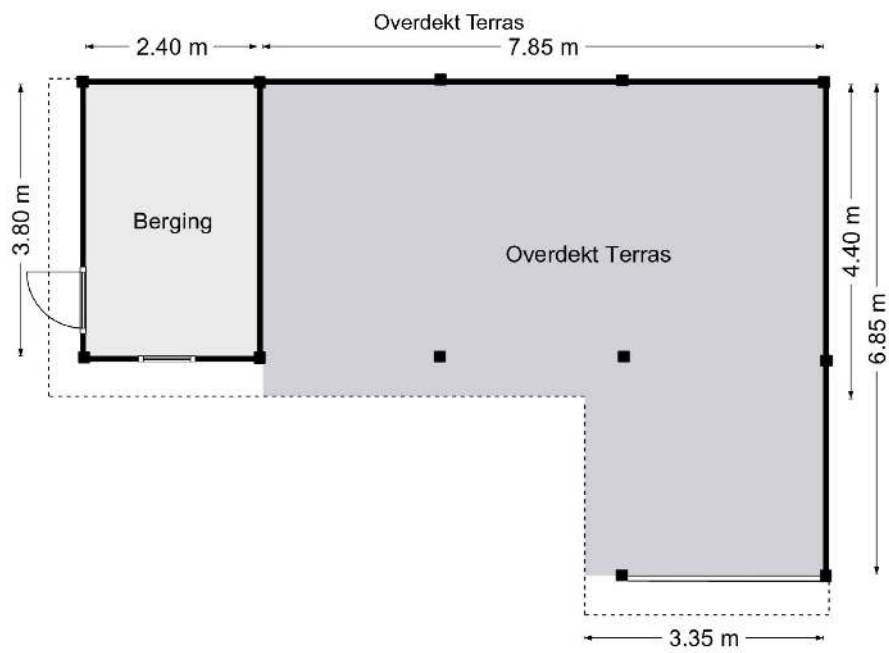 Overdekt Terras
2.40 m
7.85 m
3.80 m
Berging
Overdekt Terras
4.40 m
6.85 m
3.35 m